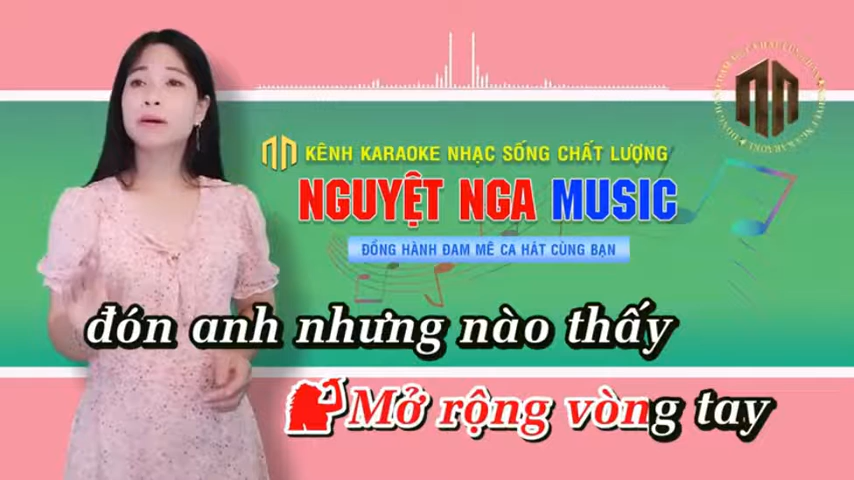 KÊNH KARAOKE NHẠC SỐNG CHẤT LƯỢNG
NGUYỆT NGA MUSIC
ĐỒNG HÀNH ĐAM MÊ CA HÁT CÙNG BẠN
đón anh nhưng nào thấy
Mở rộng vòng tay